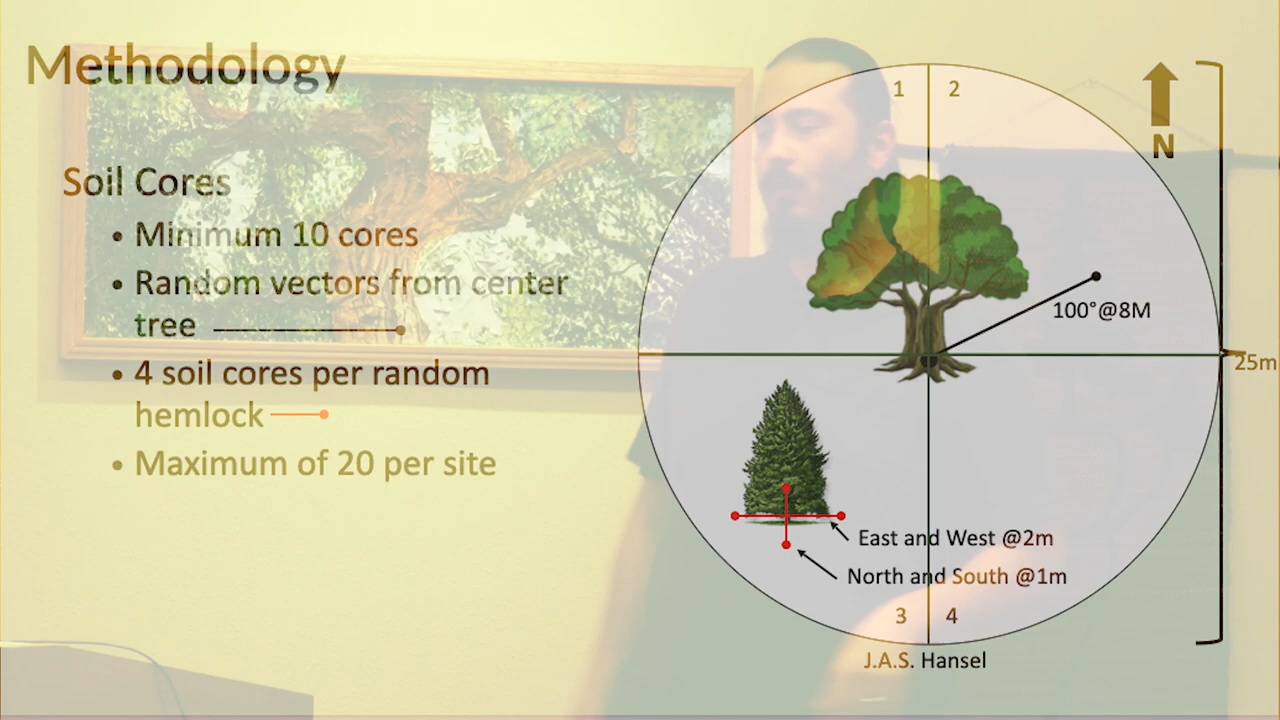 Methodology
Soil Cores
• Minimum 10 cores
• Random vectors from center
tree
• 4 soil cores per random
hemlock
• Maximum of 20 per site
1 2
N
100°@8M
25m
East and West @2m
North and South @1m
3 4
J.A.S. Hansel